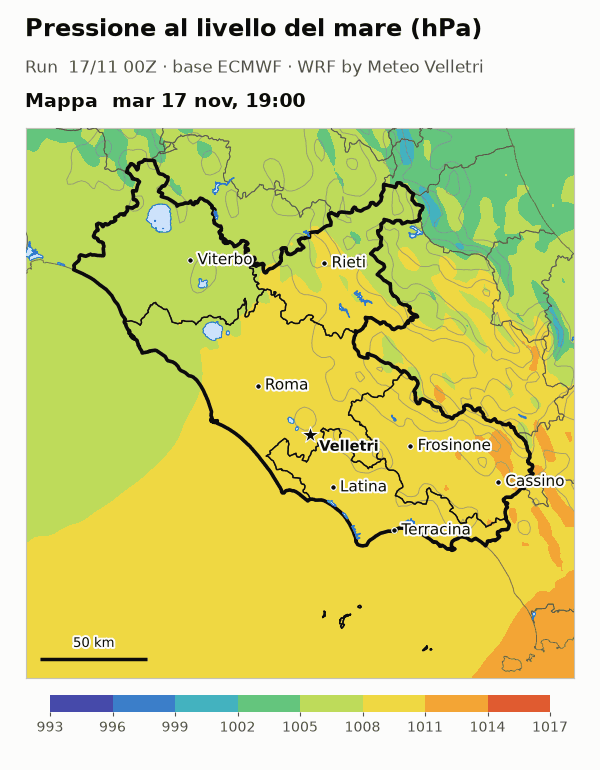 Pressione al livello del mare (hPa)
Run  17/11 00Z · base ECMWF · WRF by Meteo Velletri
Mappa  mar 17 nov, 19:00
Viterbo
Rieti
Roma
Velletri
Frosinone
Cassino
Latina
Terracina
50 km
993 996 999 1002 1005 1008 1011 1014 1017